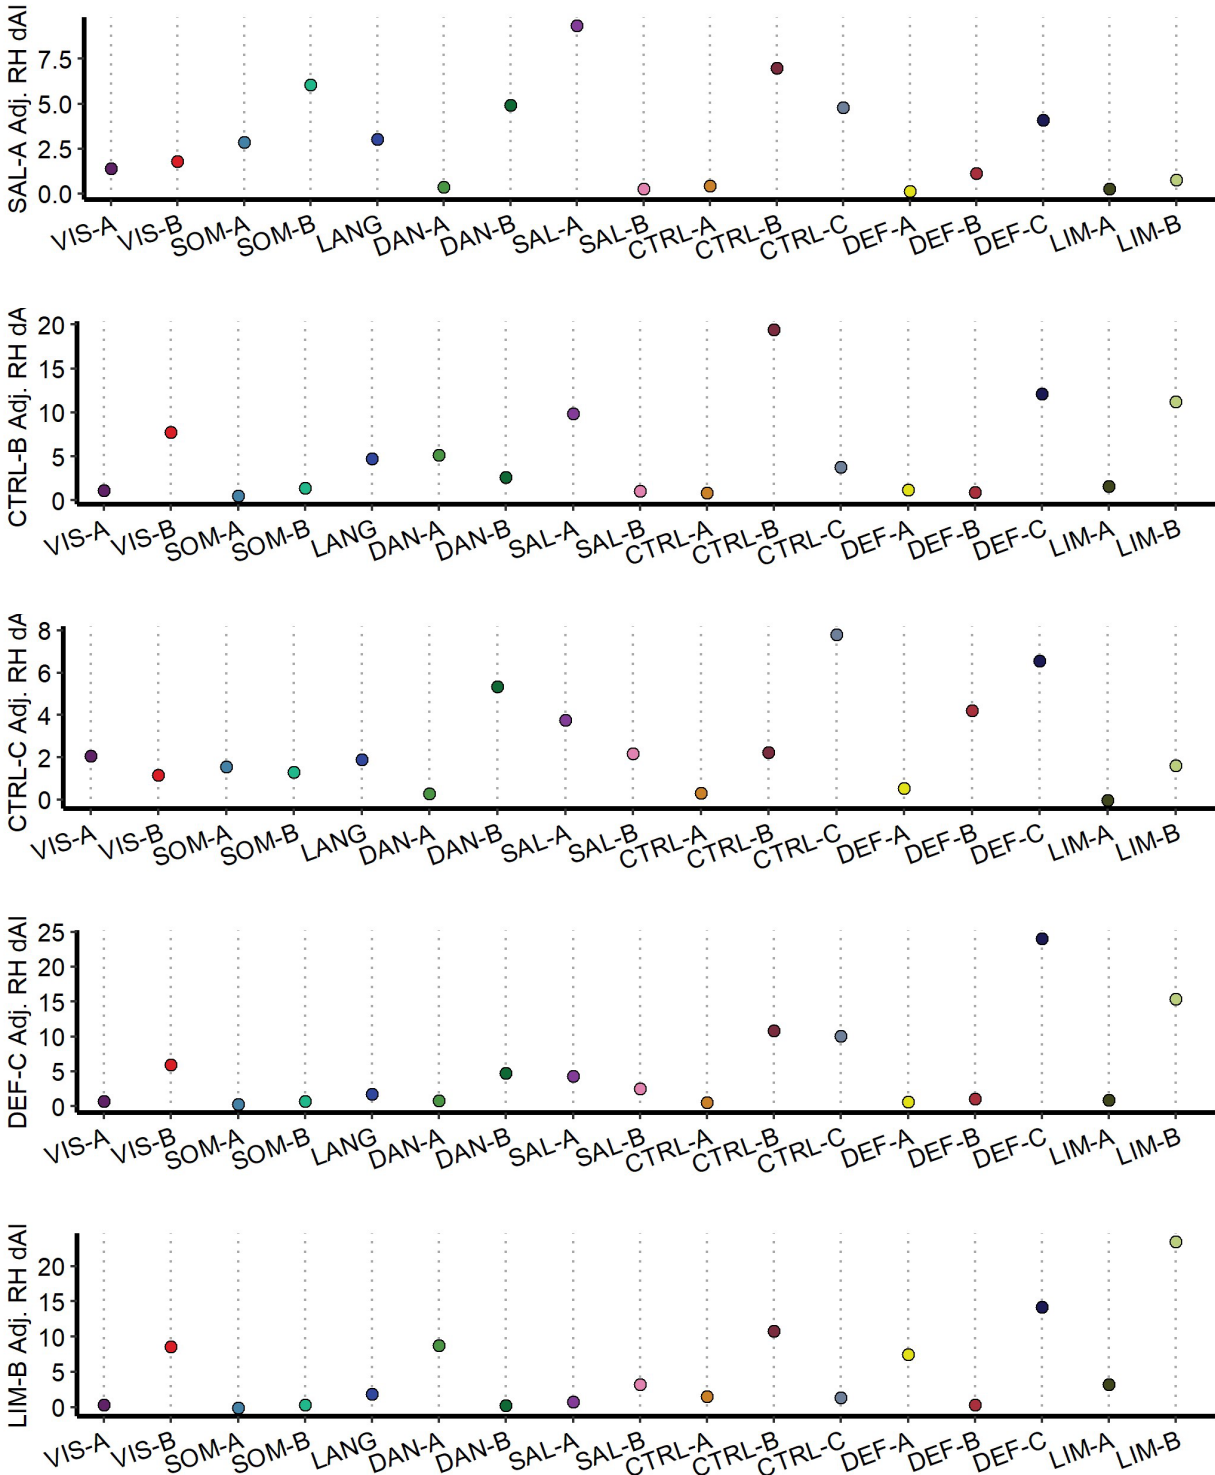 SAL-A Adj. RH dAI
7.5
5.0
2.5
0.0
VIS-A VIS-B SOM-A SOM-B LANG DAN-A DAN-B SAL-A SAL-B CTRL-A CTRL-B CTRL-C DEF-A DEF-B DEF-C LIM-A LIM-B
CTRL-B Adj. RH dA
20
15
10
5
0
VIS-A VIS-B SOM-A SOM-B LANG DAN-A DAN-B SAL-A SAL-B CTRL-A CTRL-B CTRL-C DEF-A DEF-B DEF-C LIM-A LIM-B
CTRL-C Adj. RH dA
8
6
4
2
0
VIS-A VIS-B SOM-A SOM-B LANG DAN-A DAN-B SAL-A SAL-B CTRL-A CTRL-B CTRL-C DEF-A DEF-B DEF-C LIM-A LIM-B
DEF-C Adj. RH dAI
25
20
15
10
5
0
VIS-A VIS-B SOM-A SOM-B LANG DAN-A DAN-B SAL-A SAL-B CTRL-A CTRL-B CTRL-C DEF-A DEF-B DEF-C LIM-A LIM-B
LIM-B Adj. RH dAI
20
15
10
5
0
VIS-A VIS-B SOM-A SOM-B LANG DAN-A DAN-B SAL-A SAL-B CTRL-A CTRL-B CTRL-C DEF-A DEF-B DEF-C LIM-A LIM-B